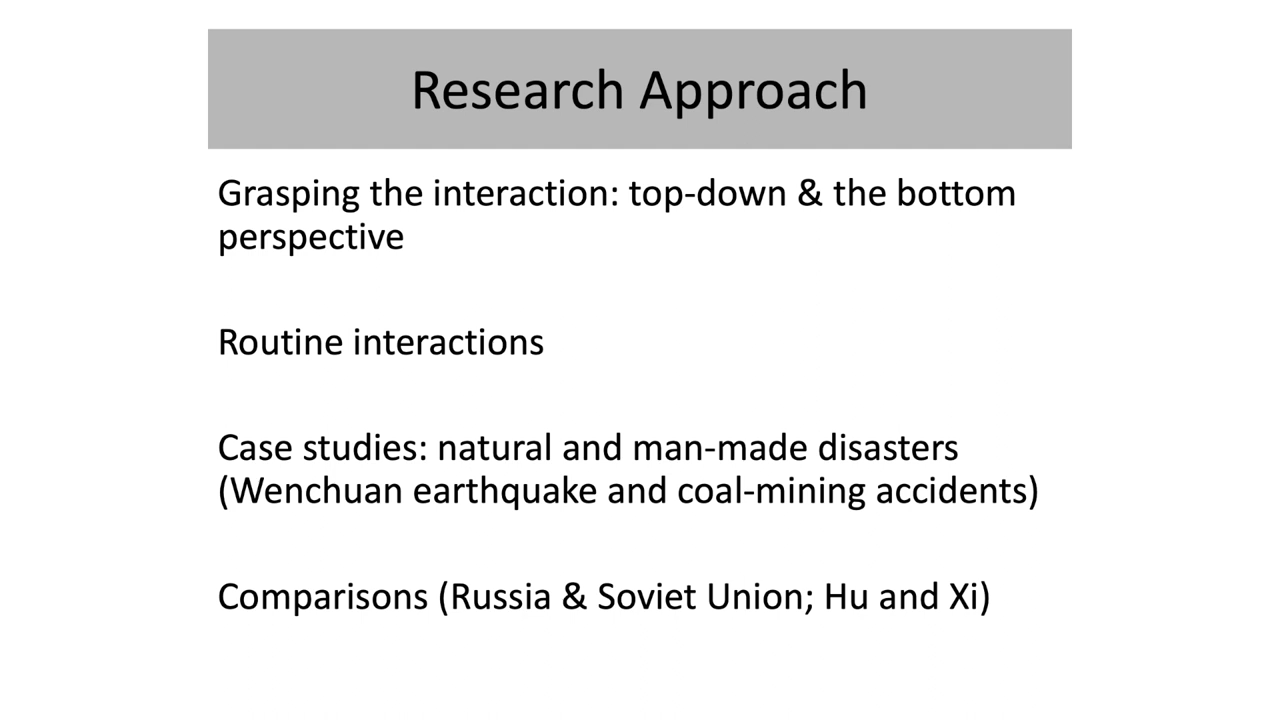 Research Approach
Grasping the interaction: top-down & the bottom
perspective
Routine interactions
Case studies: natural and man-made disasters
(Wenchuan earthquake and coal-mining accidents)
Comparisons (Russia & Soviet Union; Hu and Xi)